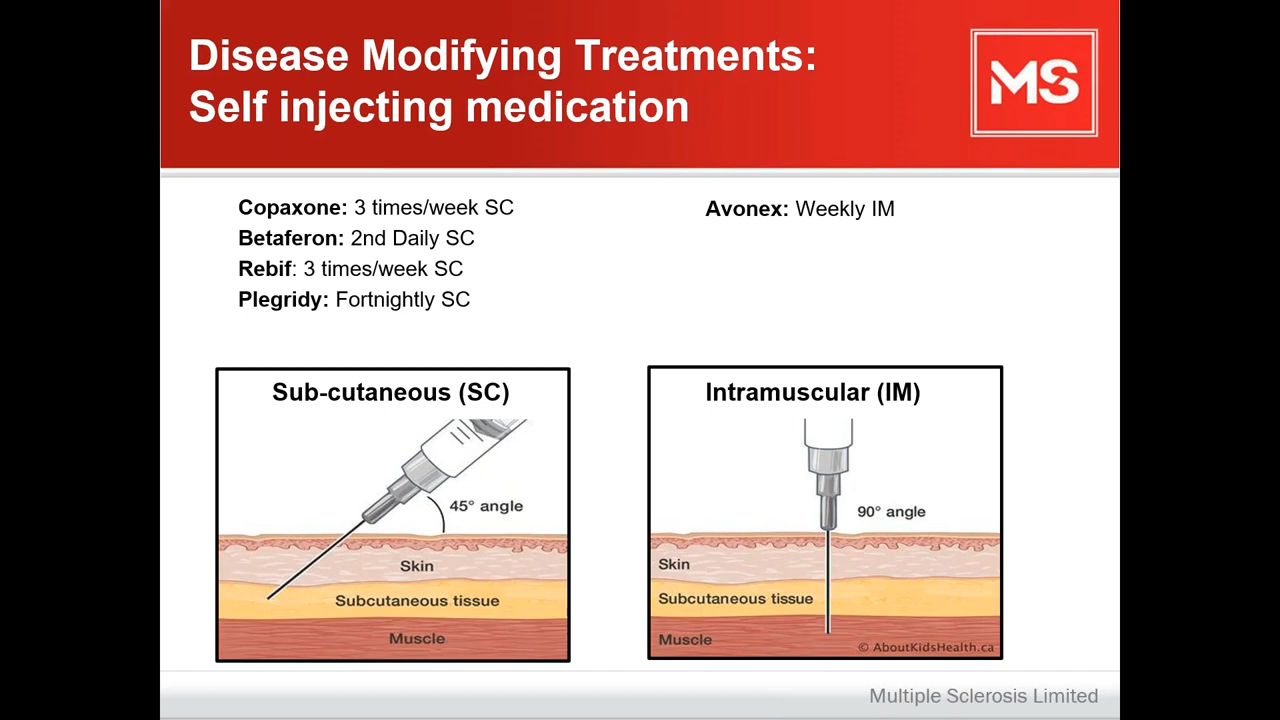 Disease Modifying Treatments:
Self injecting medication
MS
Copaxone: 3 times/week SC
Betaferon: 2nd Daily SC
Rebif: 3 times/week SC
Plegridy: Fortnightly SC
Avonex: Weekly IM
Sub-cutaneous (SC)
45° angle
Skin
Subcutaneous tissue
Muscle
Intramuscular (IM)
90° angle
Skin
Subcutaneous tissue
Muscle
© AboutKidsHealth.ca
Multiple Sclerosis Limited